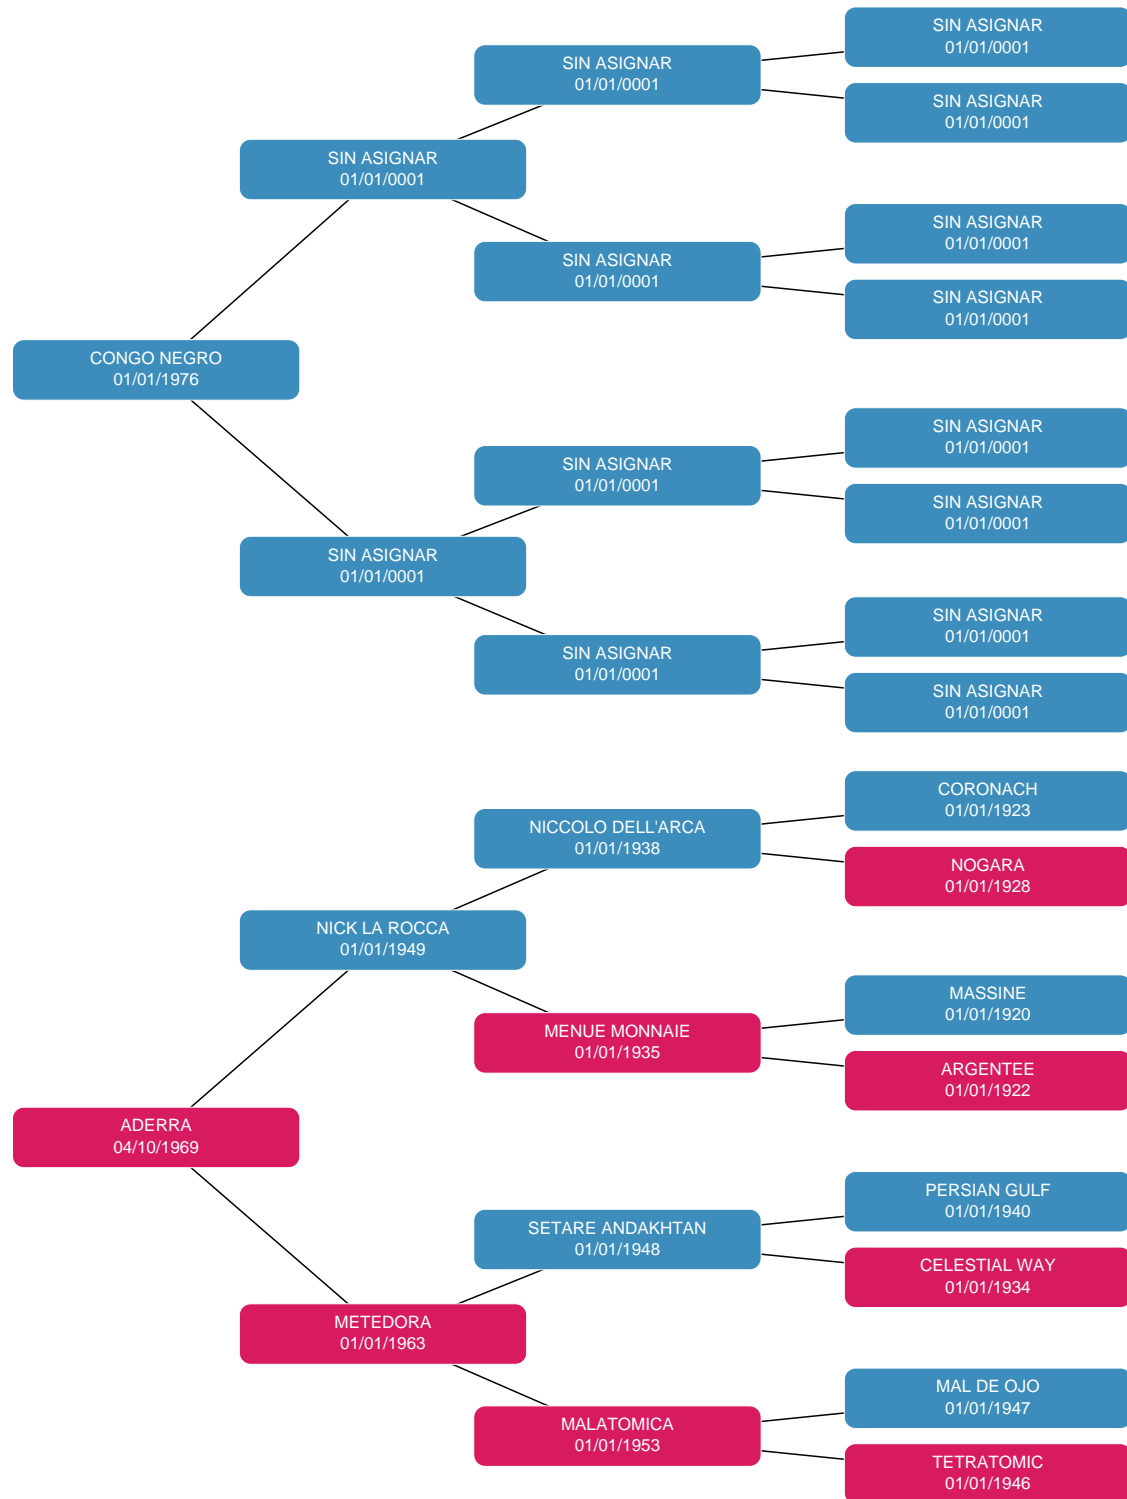 SIN ASIGNAR
01/01/0001
SIN ASIGNAR
01/01/0001
SIN ASIGNAR
01/01/0001
SIN ASIGNAR
01/01/0001
SIN ASIGNAR
01/01/0001
SIN ASIGNAR
01/01/0001
SIN ASIGNAR
01/01/0001
CONGO NEGRO
01/01/1976
SIN ASIGNAR
01/01/0001
SIN ASIGNAR
01/01/0001
SIN ASIGNAR
01/01/0001
SIN ASIGNAR
01/01/0001
SIN ASIGNAR
01/01/0001
SIN ASIGNAR
01/01/0001
SIN ASIGNAR
01/01/0001
SIN ASIGNAR
01/01/0001
CORONACH
01/01/1923
NICCOLO DELL'ARCA
01/01/1938
NOGARA
01/01/1928
NICK LA ROCCA
01/01/1949
MASSINE
01/01/1920
MENUE MONNAIE
01/01/1935
ARGENTEE
01/01/1922
ADERRA
04/10/1969
PERSIAN GULF
01/01/1940
SETARE ANDAKHTAN
01/01/1948
CELESTIAL WAY
01/01/1934
METEDORA
01/01/1963
MAL DE OJO
01/01/1947
MALATOMICA
01/01/1953
TETRATOMIC
01/01/1946